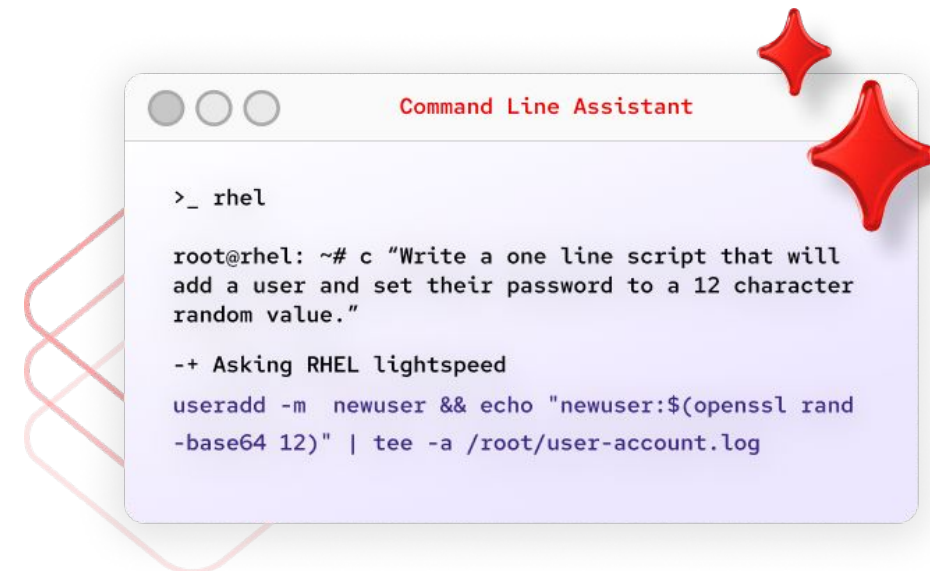 Command Line Assistant
>_ rhel
root@rhel: ~# c “Write a one line script that will
add a user and set their password to a 12 character
random value.”
-+ Asking RHEL lightspeed
useradd -m  newuser && echo "newuser:$(openssl rand
-base64 12)" | tee -a /root/user-account.log